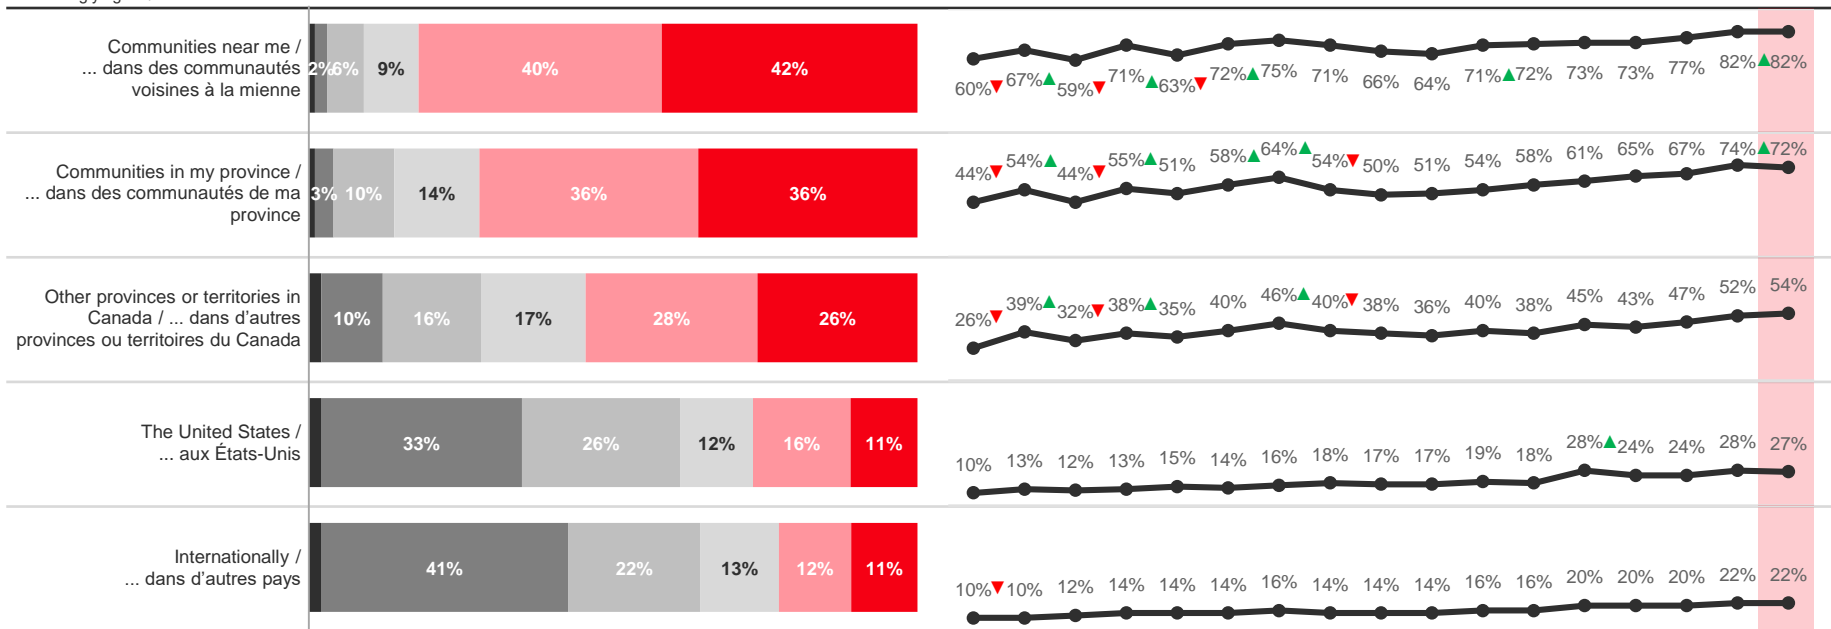 Communities near me /
... dans des communautés
voisines à la mienne
2% 6% 9% 40% 42%
60% 67% 59% 71% 63% 72% 75% 71% 66% 64% 71% 72% 73% 73% 77% 82% 82%
Communities in my province /
... dans des communautés de ma
province
3% 10% 14% 36% 36%
44% 54% 44% 55% 51% 58% 64% 54% 50% 51% 54% 58% 61% 65% 67% 74% 72%
Other provinces or territories in
Canada / ... dans d'autres
provinces ou territoires du Canada
10% 16% 17% 28% 26%
26% 39% 32% 38% 35% 40% 46% 40% 38% 36% 40% 38% 45% 43% 47% 52% 54%
The United States /
... aux États-Unis
33% 26% 12% 16% 11%
10% 13% 12% 13% 15% 14% 16% 18% 17% 17% 19% 18% 28% 24% 24% 28% 27%
Internationally /
... dans d'autres pays
41% 22% 13% 12% 11%
10% 10% 12% 14% 14% 14% 16% 14% 14% 14% 16% 16% 20% 20% 20% 22% 22%